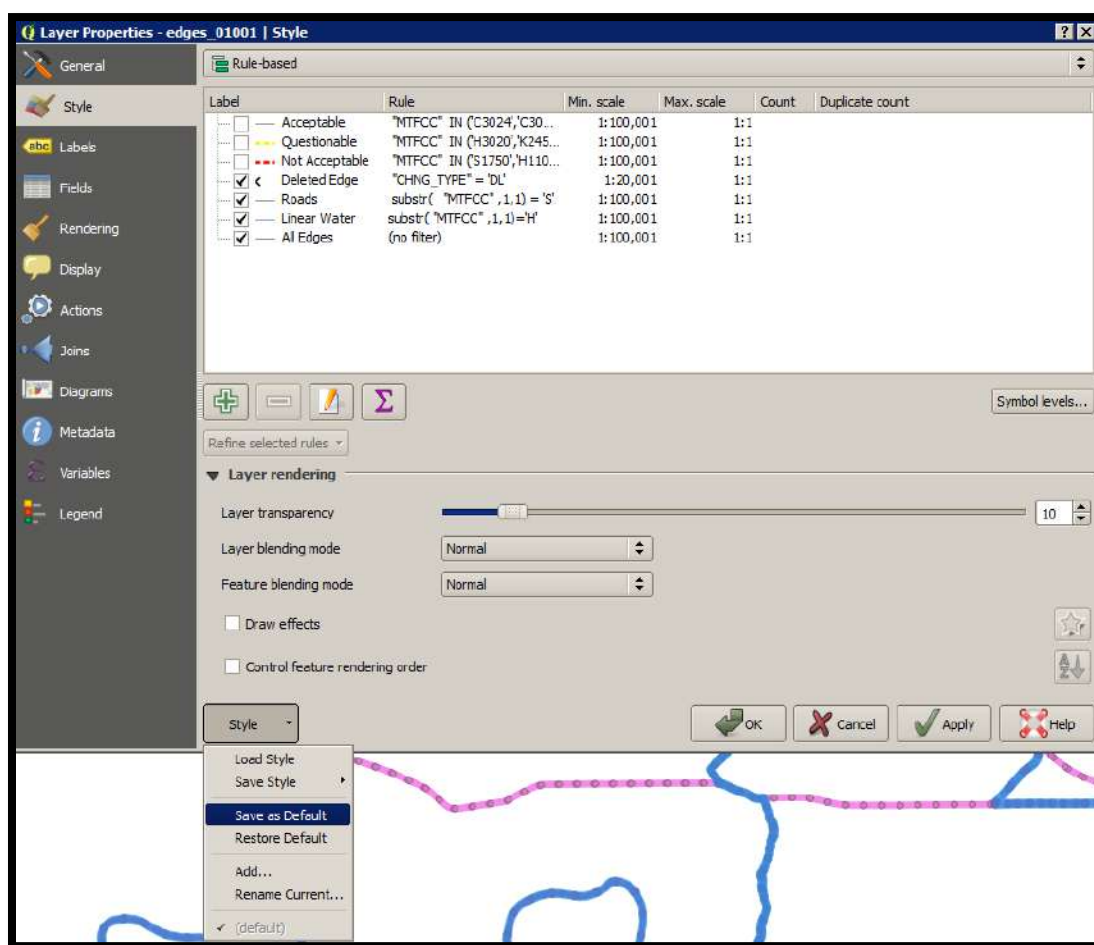 Layer Properties - edges_01001 | Style
General
Style
Labels
Fields
Rendering
Display
Actions
Joins
Diagrams
Metadata
Variables
Legend
Rule-based
Label Rule Min. scale Max. scale Count Duplicate count
Acceptable "MTFCC" IN ('C3024','C30... 1:100,001 1:1
Questionable "MTFCC" IN ('H3020','K245... 1:100,001 1:1
Not Acceptable "MTFCC" IN ('S1750','H110... 1:100,001 1:1
Deleted Edge "CHNG_TYPE" = 'DL' 1:20,001 1:1
Roads substr( "MTFCC" ,1,1) = 'S' 1:100,001 1:1
Linear Water substr( "MTFCC" ,1,1)='H' 1:100,001 1:1
All Edges (no filter) 1:100,001 1:1
Symbol levels...
Refine selected rules
Layer rendering
Layer transparency 10
Layer blending mode Normal
Feature blending mode Normal
Draw effects
Control feature rendering order
Style OK Cancel Apply Help
Load Style
Save Style
Save as Default
Restore Default
Add...
Rename Current...
(default)